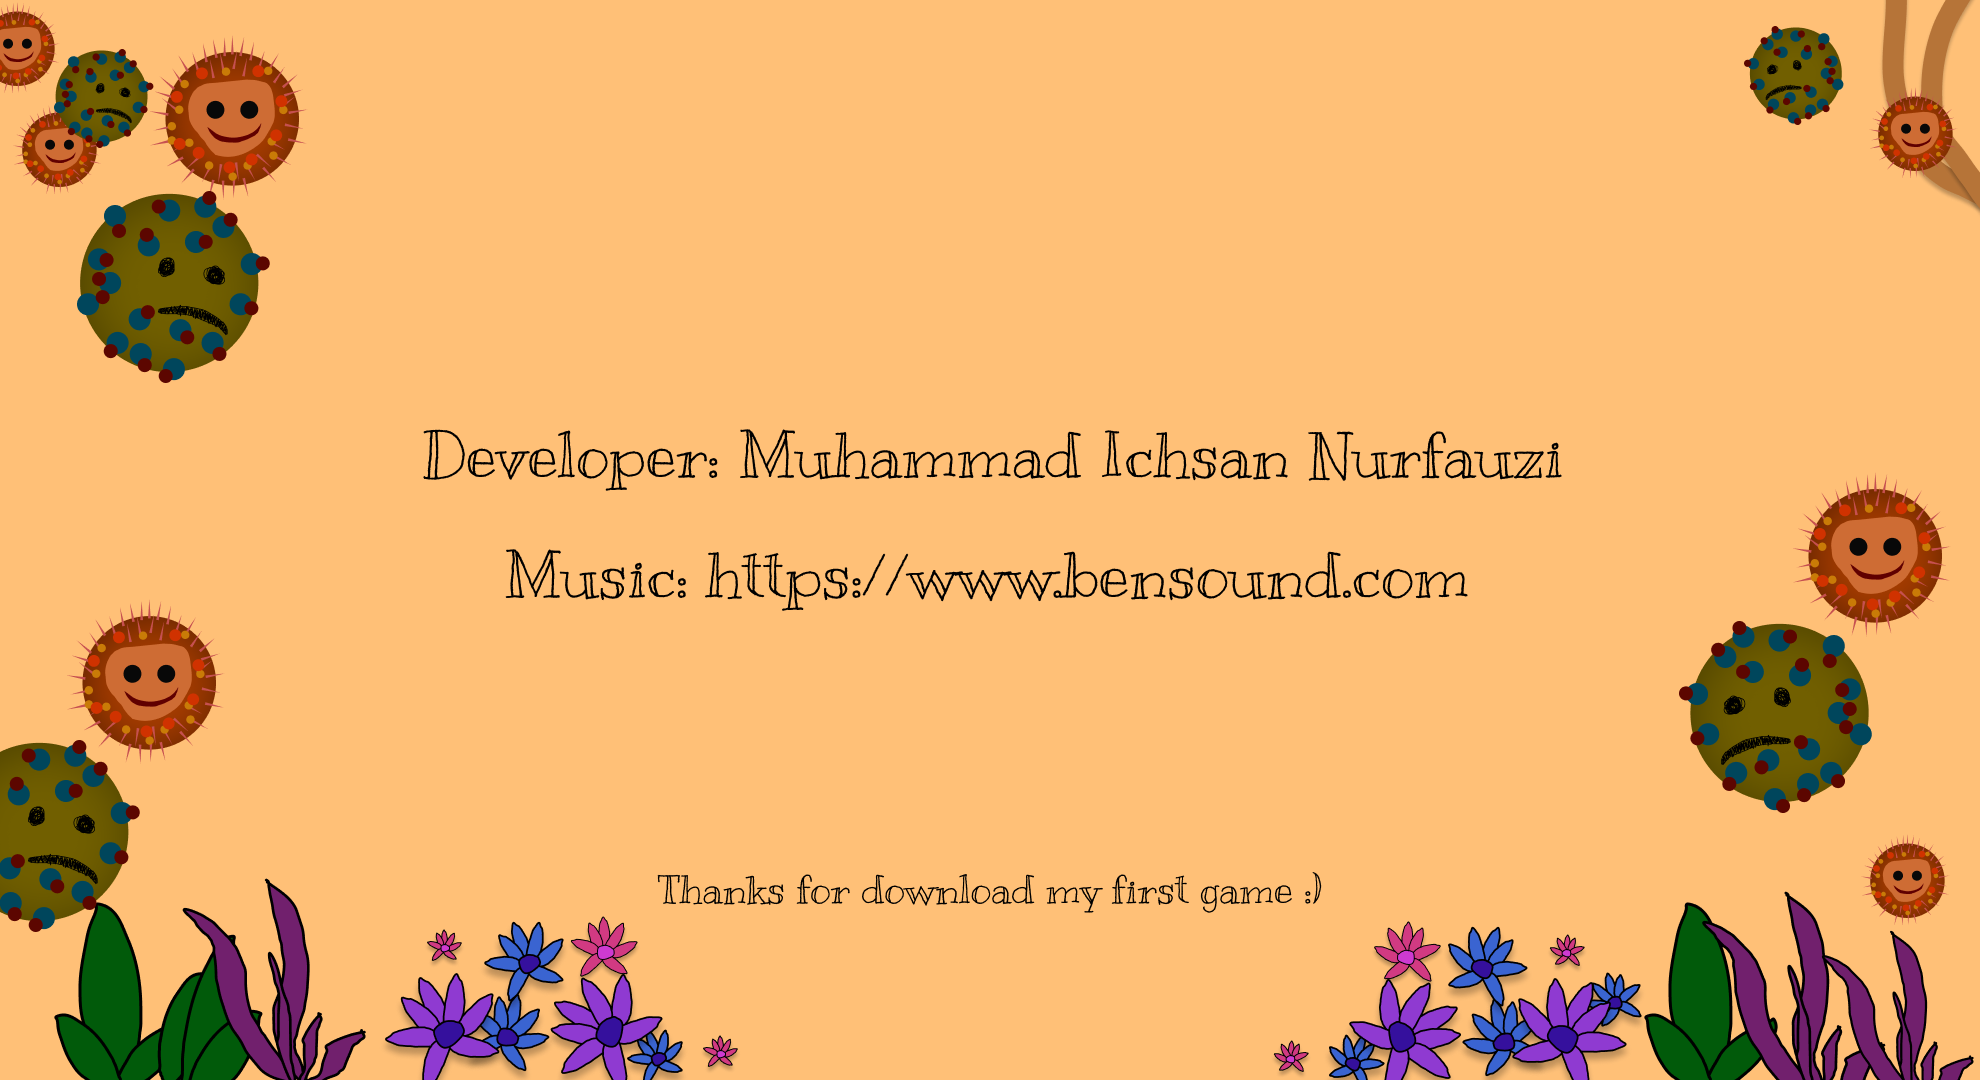 Developer: Muhammad Ichsan Nurfauzi
Music: https://www.bensound.com
Thanks for download my first game :)